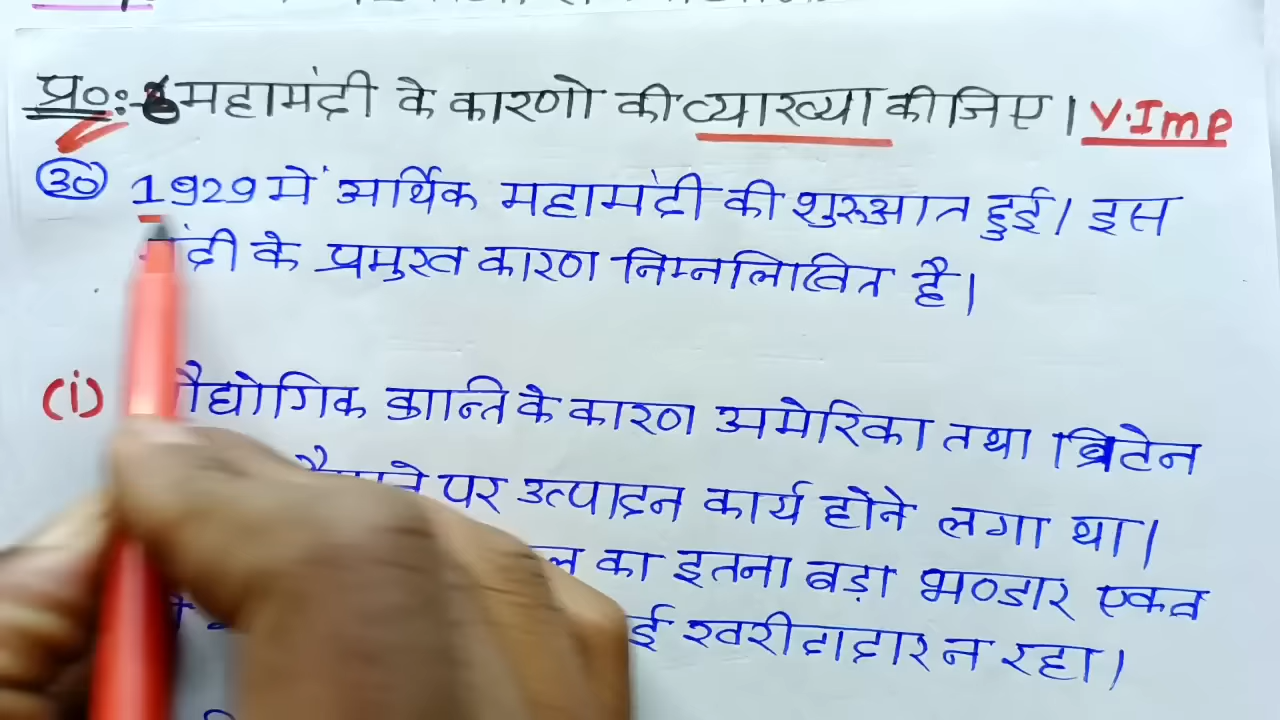 प्र०:- 6 महामंदी के कारणो की व्याख्या कीजिए। V.Imp
उ० 1929 में आर्थिक महामंदी की शुरुआत हुई। इस
मंदी के प्रमुख कारण निम्नलिखित है।
(i) औद्योगिक क्रान्ति के कारण अमेरिका तथा ब्रिटेन
पर उत्पादन कार्य होने लगा था।
का इतना बड़ा भण्डार एकत्र
खरीददार न रहा।